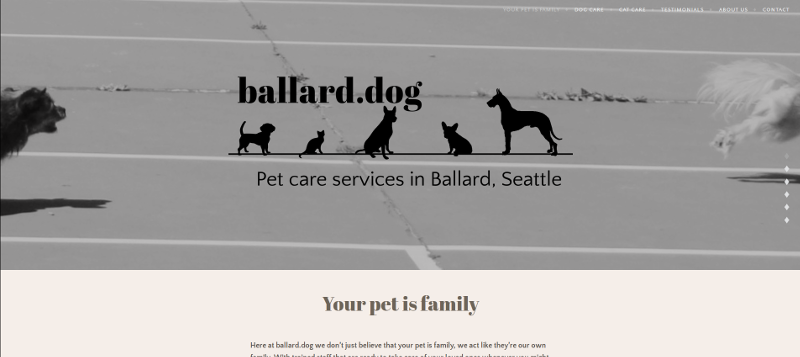 YOUR PET IS FAMILY DOG CARE CAT CARE TESTIMONIALS ABOUT US CONTACT
ballard.dog
Pet care services in Ballard, Seattle
Your pet is family
Here at ballard.dog we don't just believe that your pet is family, we act like they're our own
family. With trained staff that are ready to take care of your loved ones whenever you might